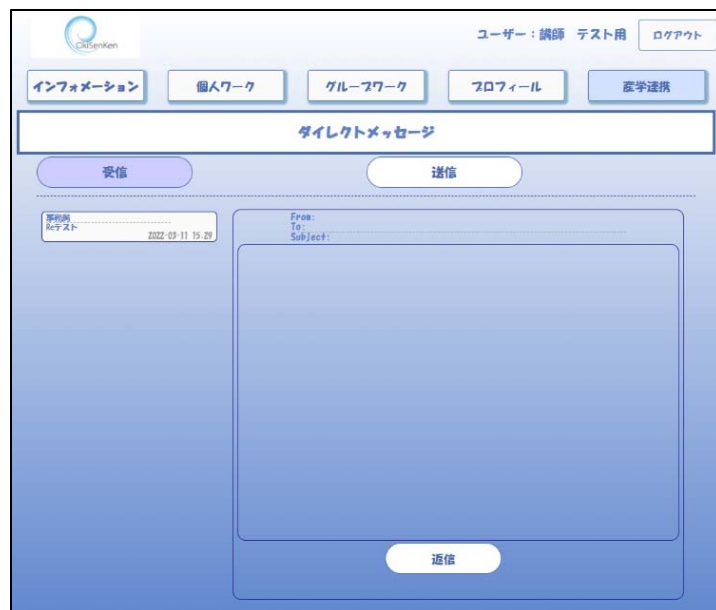 OkiSenKen
ユーザー：講師 テスト用
ログアウト
インフォメーション
個人ワーク
グループワーク
プロフィール
産学連携
ダイレクトメッセージ
受信
送信
事務局
Reテスト
2022-03-11 15:29
From:
To:
Subject:
返信